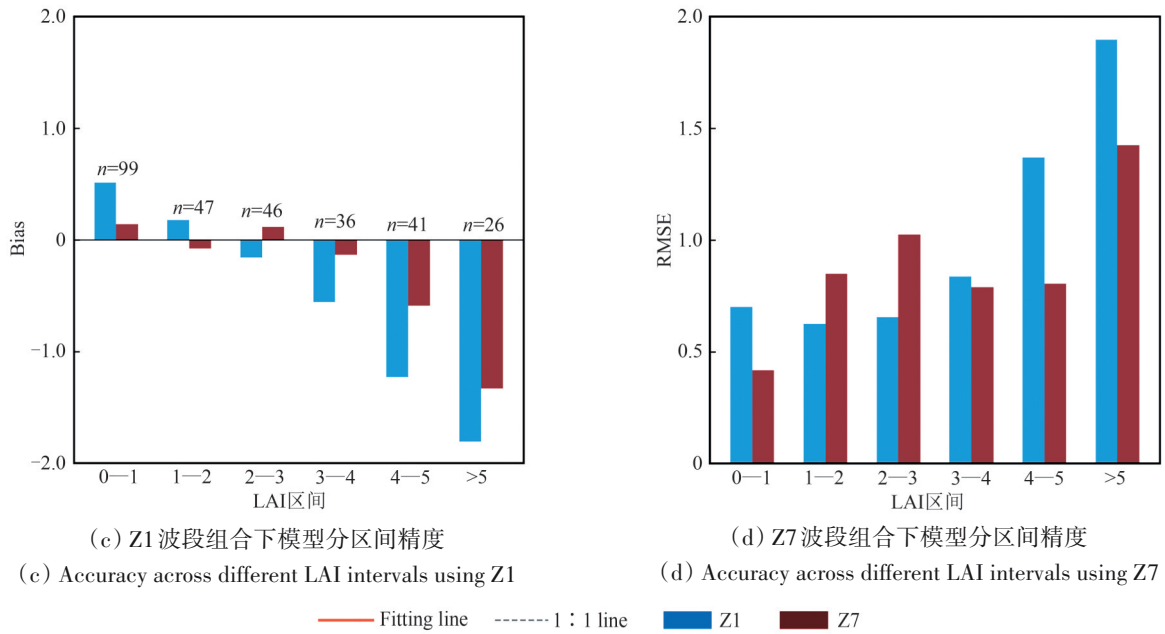 2.0
1.0
0
−1.0
−2.0
Bias
n=99
n=47
n=46
n=36
n=41
n=26
0—1 1—2 2—3 3—4 4—5 >5
LAI区间
(c) Z1波段组合下模型分区间精度
(c) Accuracy across different LAI intervals using Z1
2.0
1.5
1.0
0.5
0
RMSE
0—1 1—2 2—3 3—4 4—5 >5
LAI区间
(d) Z7波段组合下模型分区间精度
(d) Accuracy across different LAI intervals using Z7
Fitting line 1∶1 line Z1 Z7